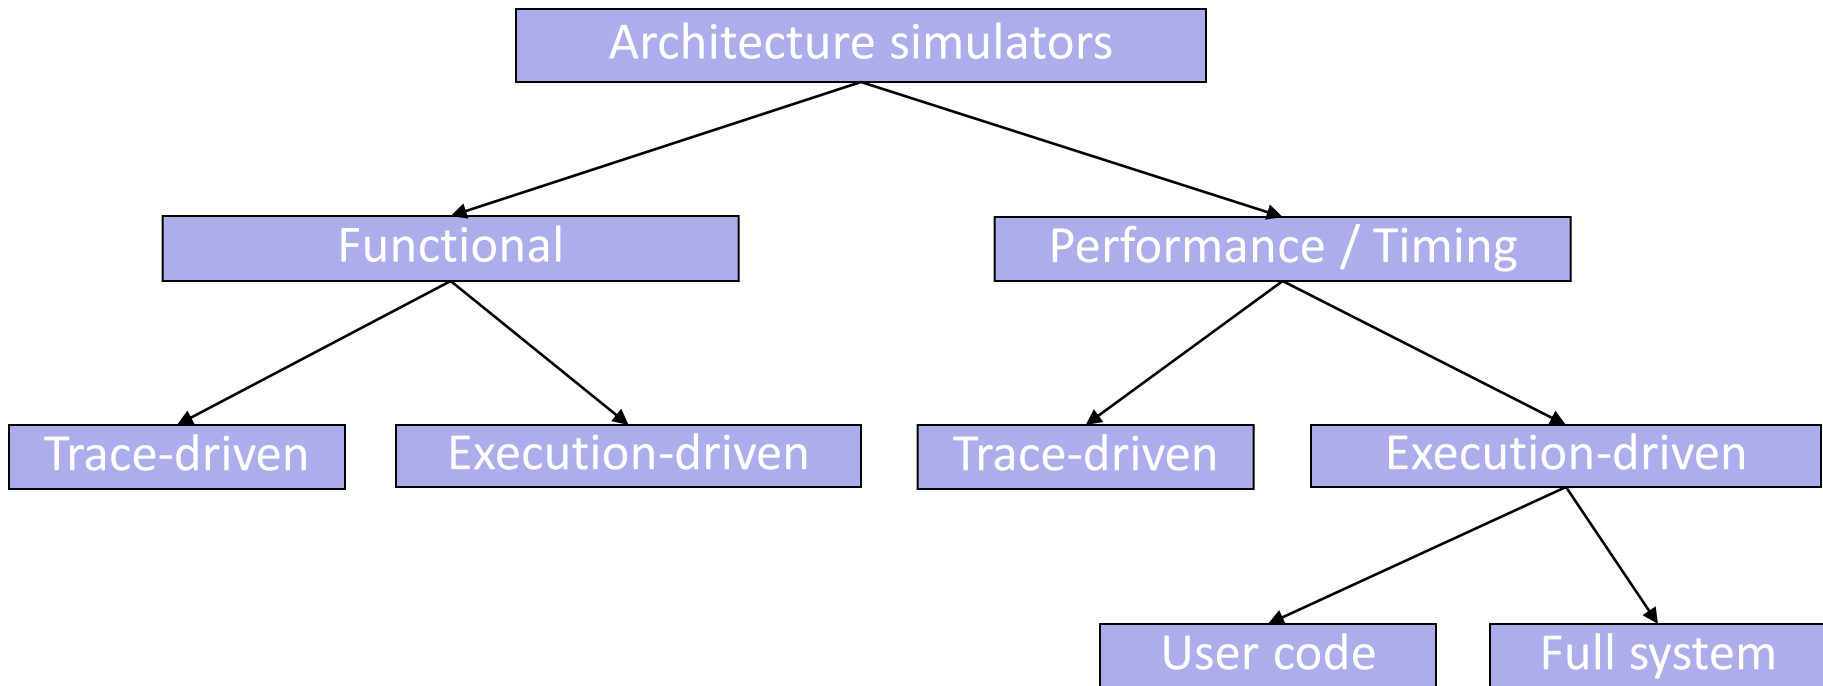 Architecture simulators
Functional
Performance / Timing
Trace-driven
Execution-driven
Trace-driven
Execution-driven
User code
Full system